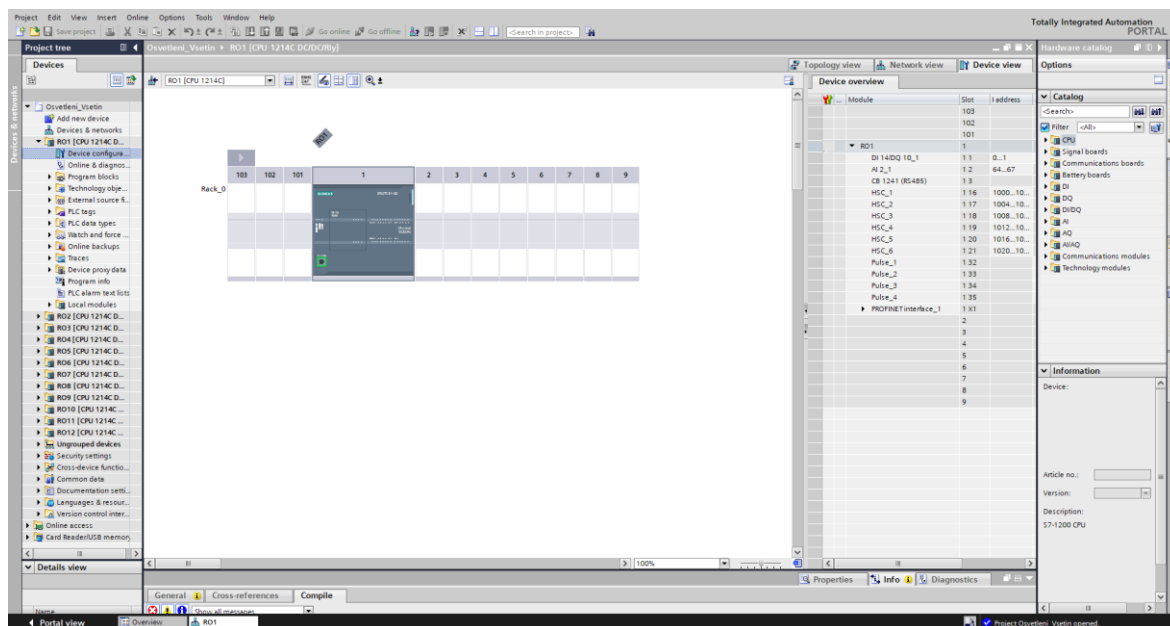 Project Edit View Insert Online Options Tools Window Help
Totally Integrated Automation
PORTAL
Save project
Go online
Go offline
<Search in project>
Project tree
Osvetleni_Vsetin
RO1 [CPU 1214C DC/DC/Rly]
Hardware catalog
Devices
Topology view
Network view
Device view
Options
RO1 [CPU 1214C]
Device overview
Devices & networks
Osvetleni_Vsetin
Add new device
Devices & networks
RO1 [CPU 1214C D...
Device configura...
Online & diagnos...
Program blocks
Technology obje...
External source fi...
PLC tags
PLC data types
Watch and force ...
Online backups
Traces
Device proxy data
Program info
PLC alarm text lists
Local modules
RO2 [CPU 1214C D...
RO3 [CPU 1214C D...
RO4 [CPU 1214C D...
RO5 [CPU 1214C D...
RO6 [CPU 1214C D...
RO7 [CPU 1214C D...
RO8 [CPU 1214C D...
RO9 [CPU 1214C D...
RO10 [CPU 1214C ...
RO11 [CPU 1214C ...
RO12 [CPU 1214C ...
Ungrouped devices
Security settings
Cross-device functio...
Common data
Documentation setti...
Languages & resour...
Version control inter...
Online access
Card Reader/USB memory
Details view
Name
RO1
103 102 101 1 2 3 4 5 6 7 8 9
Rack_0
SIEMENS
100%
... Module Slot I address
103
102
101
RO1 1
DI 14/DQ 10_1 1 1 0...1
AI 2_1 1 2 64...67
CB 1241 (RS485) 1 3
HSC_1 1 16 1000...10...
HSC_2 1 17 1004...10...
HSC_3 1 18 1008...10...
HSC_4 1 19 1012...10...
HSC_5 1 20 1016...10...
HSC_6 1 21 1020...10...
Pulse_1 1 32
Pulse_2 1 33
Pulse_3 1 34
Pulse_4 1 35
PROFINET interface_1 1 X1
2
3
4
5
6
7
8
9
Catalog
<Search>
Filter <All>
CPU
Signal boards
Communications boards
Battery boards
DI
DQ
DI/DQ
AI
AQ
AI/AQ
Communications modules
Technology modules
Information
Device:
Article no.:
Version:
Description:
S7-1200 CPU
Properties
Info
Diagnostics
General
Cross-references
Compile
Show all messages
Portal view
Overview
RO1
Project Osvetleni_Vsetin opened.